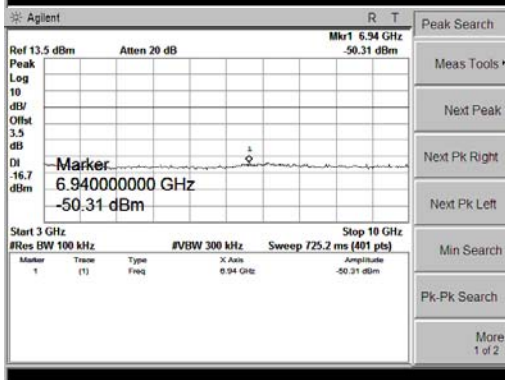 Agilent R T
Mkr1 6.94 GHz
Ref 13.5 dBm Atten 20 dB -50.31 dBm
Peak
Log
10
dB/
Offst
3.5
dB
DI
-16.7
dBm
1
Marker
6.940000000 GHz
-50.31 dBm
Start 3 GHz Stop 10 GHz
#Res BW 100 kHz #VBW 300 kHz Sweep 725.2 ms (401 pts)
Marker Trace Type X Axis Amplitude
1 (1) Freq 6.94 GHz -50.31 dBm
Peak Search
Meas Tools
Next Peak
Next Pk Right
Next Pk Left
Min Search
Pk-Pk Search
More
1 of 2